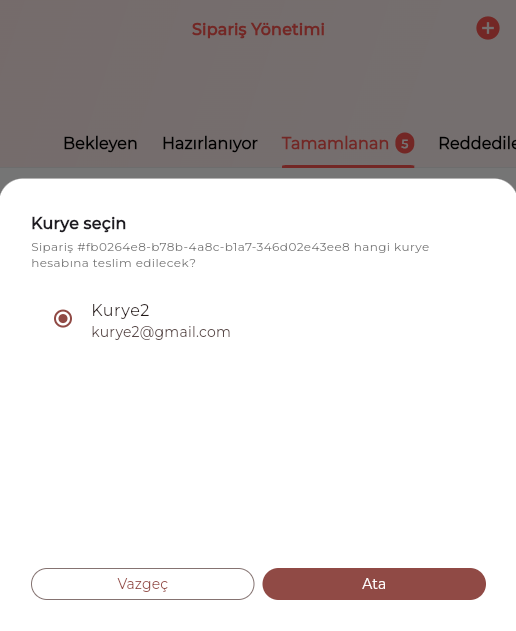 Sipariş Yönetimi
Bekleyen Hazırlanıyor Tamamlanan 5 Reddedile
Kurye seçin
Sipariş #fb0264e8-b78b-4a8c-b1a7-346d02e43ee8 hangi kurye
hesabına teslim edilecek?
Kurye2
kurye2@gmail.com
Vazgeç Ata